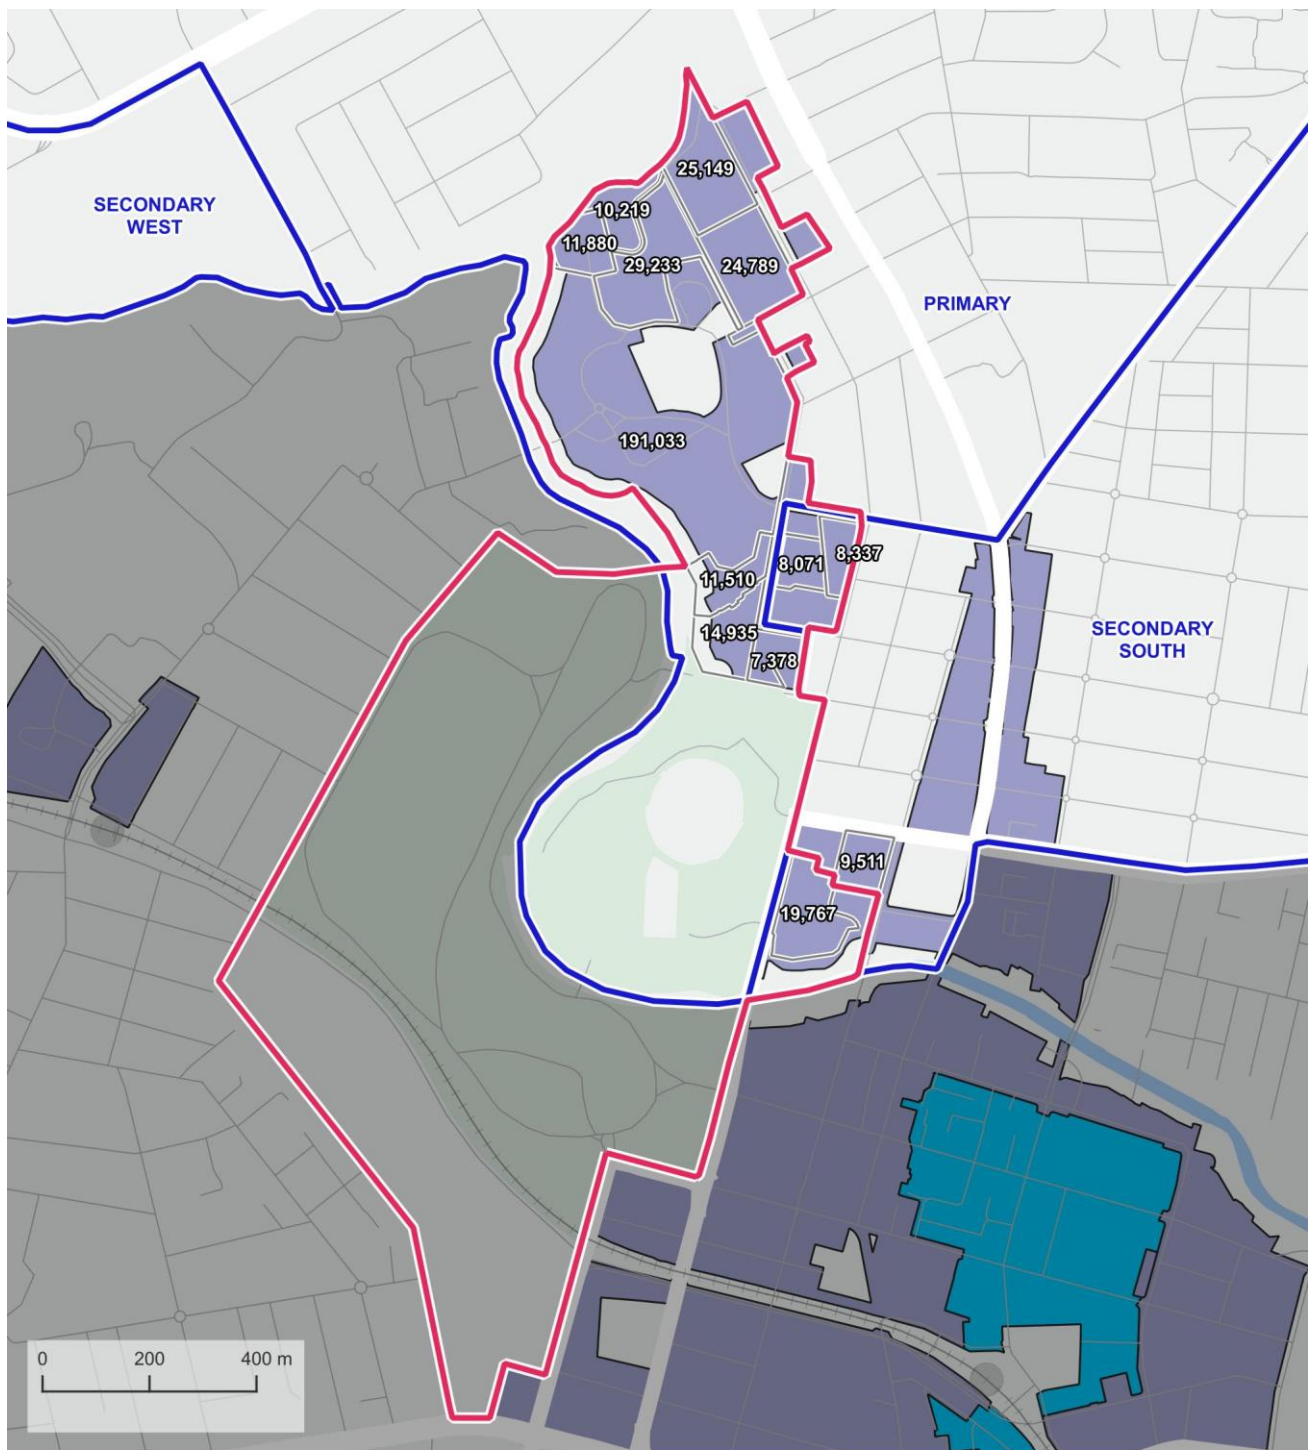 SECONDARY
WEST
25,149
10,219
11,880
29,233
24,789
PRIMARY
191,033
8,337
8,071
11,510
14,935
7,378
SECONDARY
SOUTH
9,511
19,767
0 200 400 m